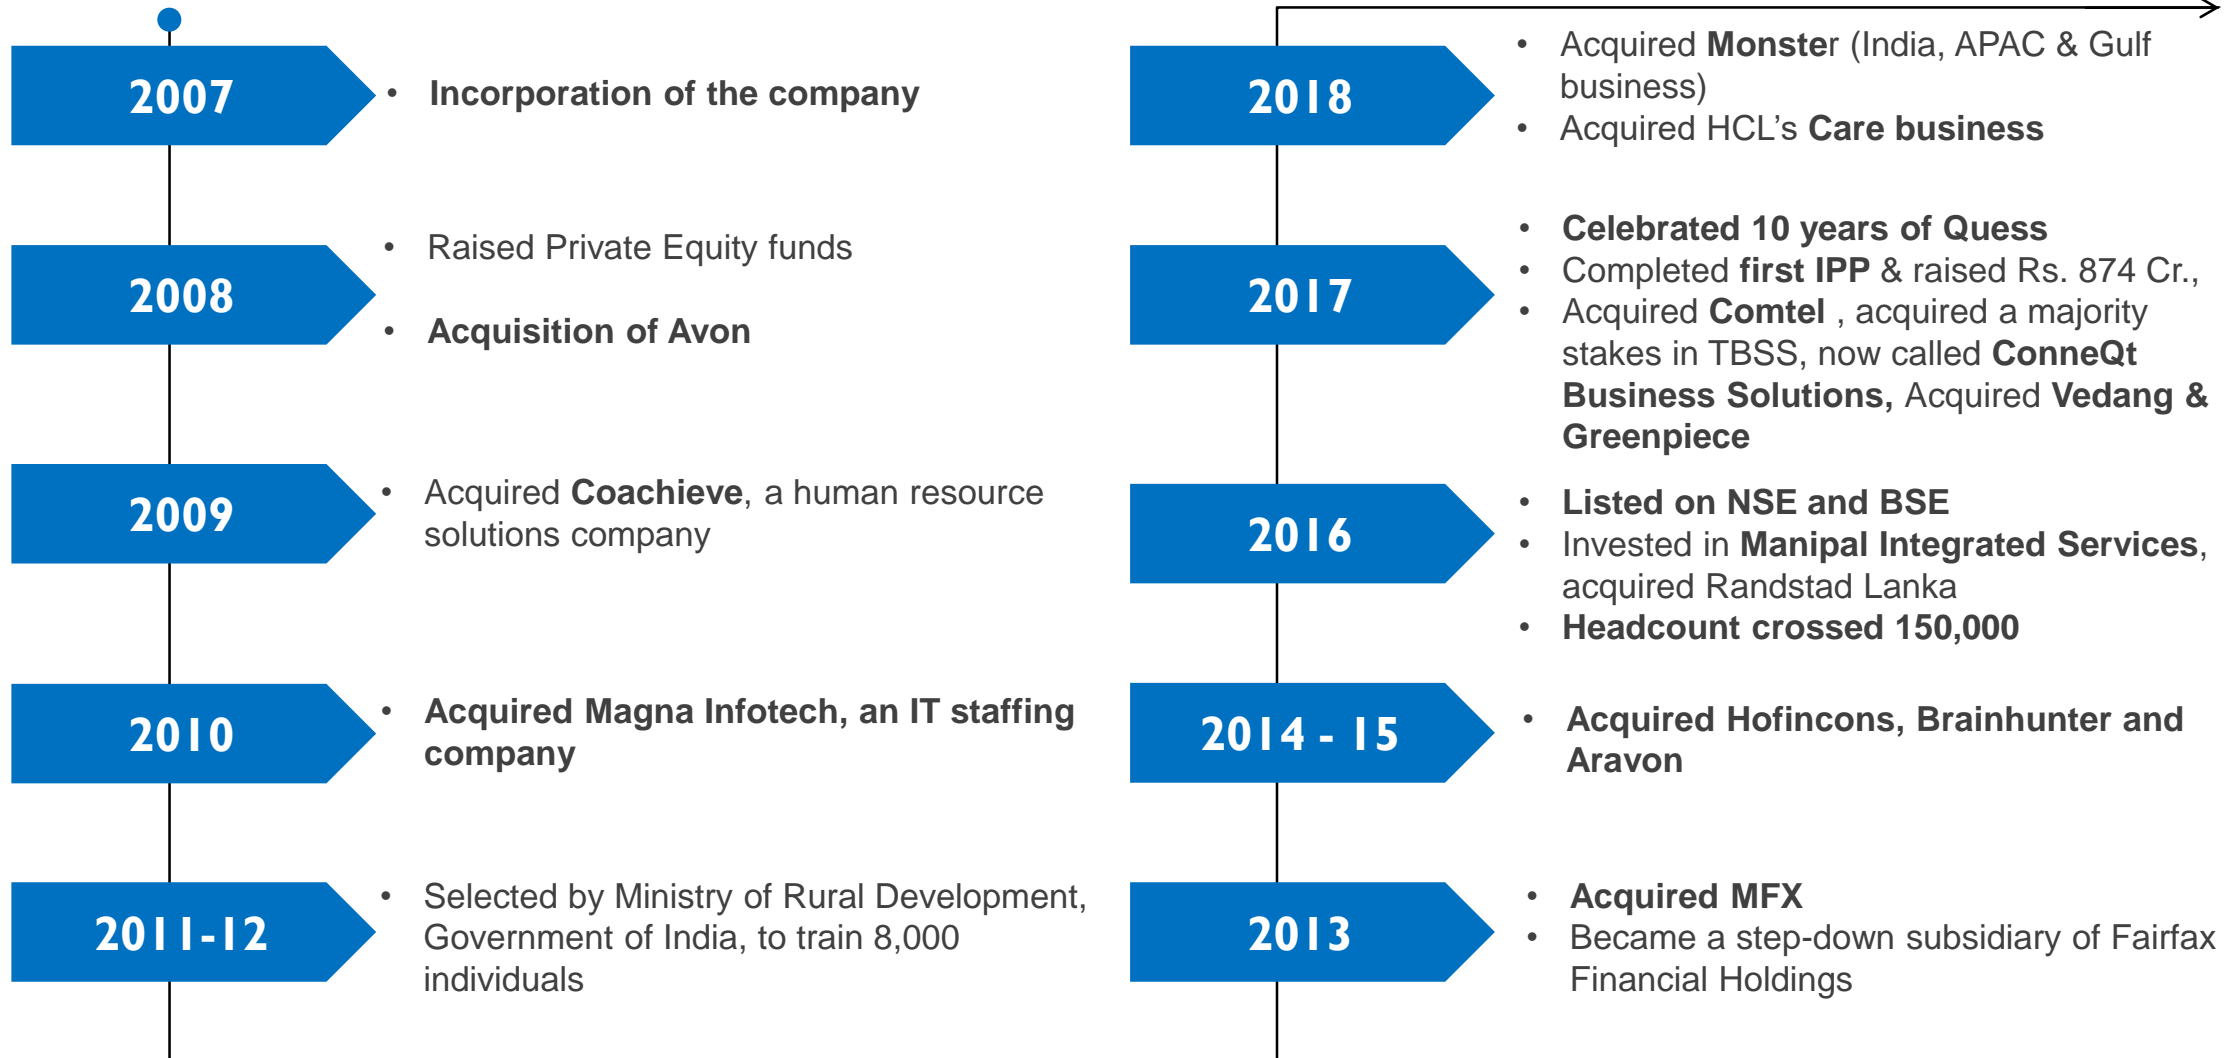 2007
• Incorporation of the company
2008
• Raised Private Equity funds
• Acquisition of Avon
2009
• Acquired Coachieve, a human resource
solutions company
2010
• Acquired Magna Infotech, an IT staffing
company
2011-12
• Selected by Ministry of Rural Development,
Government of India, to train 8,000
individuals
2018
• Acquired Monster (India, APAC & Gulf
business)
• Acquired HCL's Care business
2017
• Celebrated 10 years of Quess
• Completed first IPP & raised Rs. 874 Cr.,
• Acquired Comtel , acquired a majority
stakes in TBSS, now called ConneQt
Business Solutions, Acquired Vedang &
Greenpiece
2016
• Listed on NSE and BSE
• Invested in Manipal Integrated Services,
acquired Randstad Lanka
• Headcount crossed 150,000
2014 - 15
• Acquired Hofincons, Brainhunter and
Aravon
2013
• Acquired MFX
• Became a step-down subsidiary of Fairfax
Financial Holdings